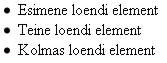 • Esimene loendi element
• Teine loendi element
• Kolmas loendi element